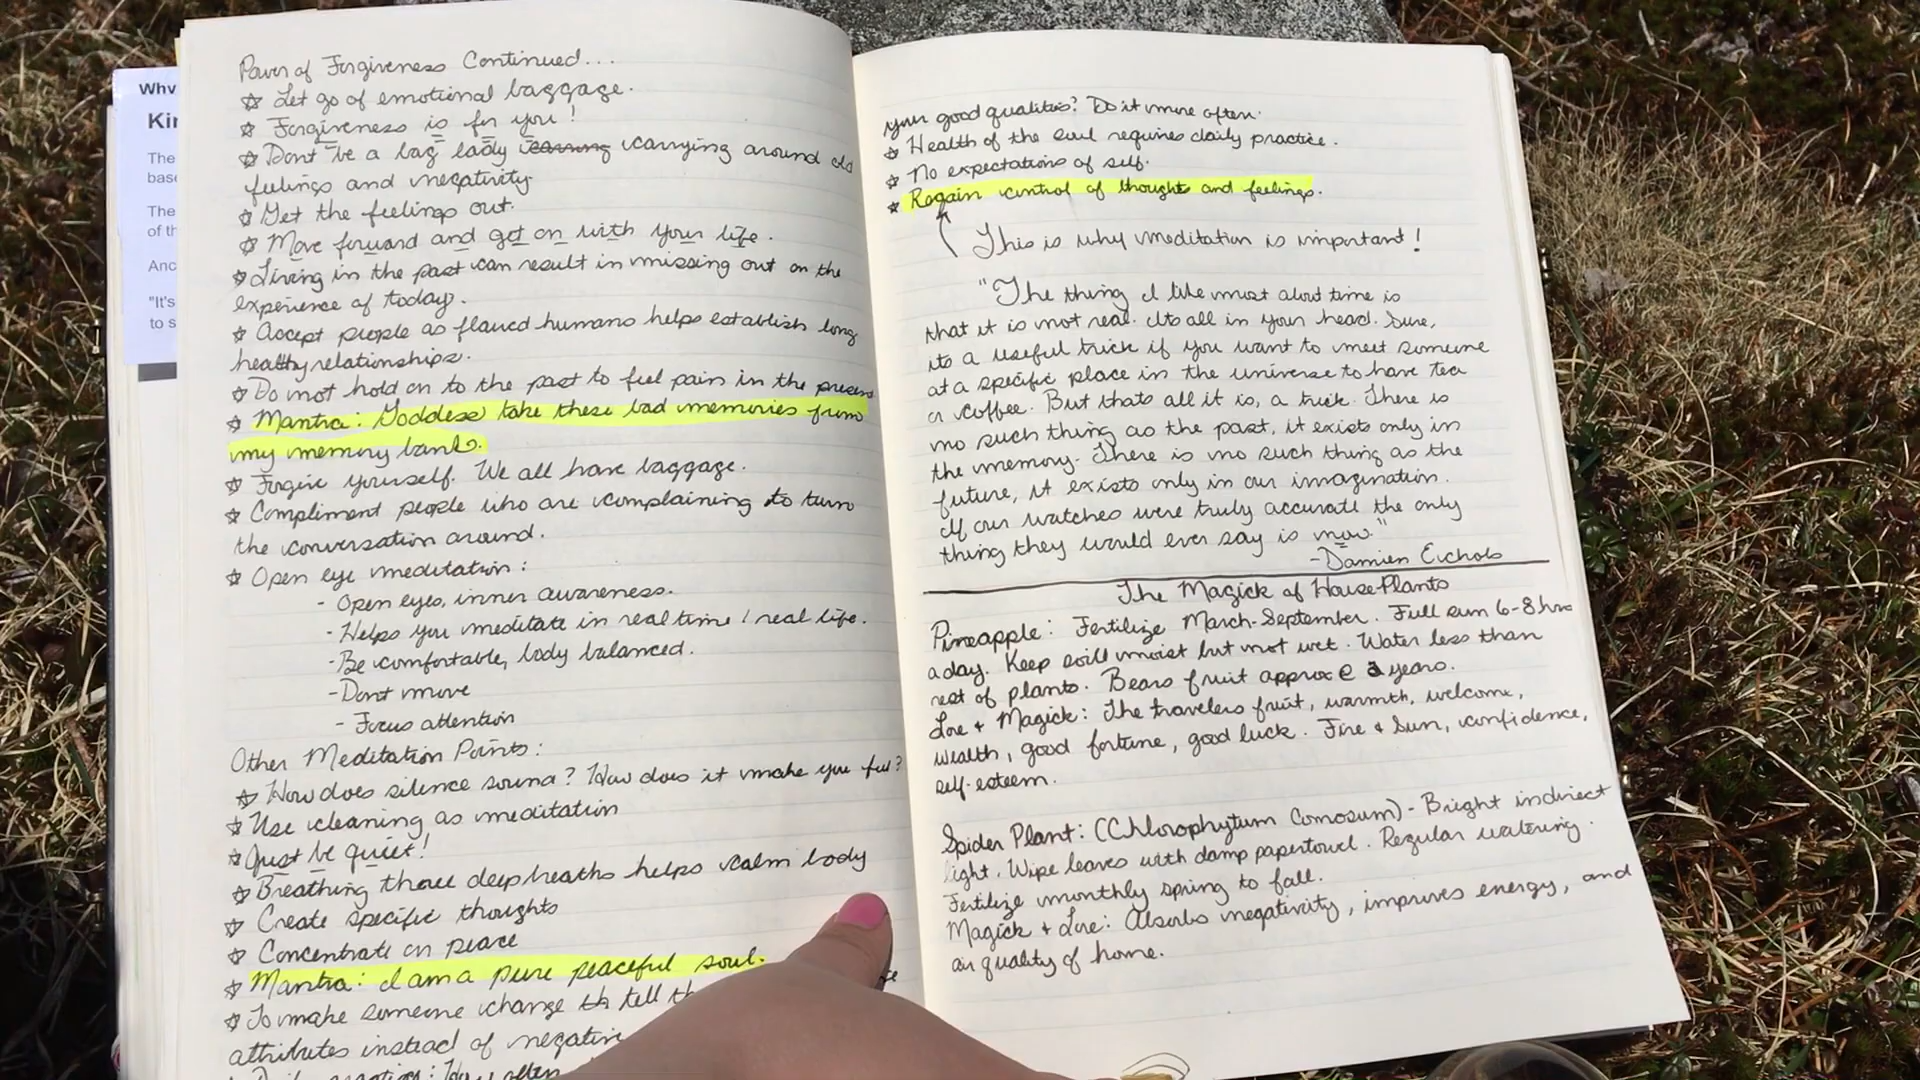 Why
Kin
The
base
The
of th
Anc
"It's
to s
Power of Forgiveness Continued...
☆ Let go of emotional baggage.
☆ Forgiveness is for you!
☆ Dont be a bag lady carrying around old
feelings and negativity
☆ Get the feelings out.
☆ Move forward and get on with your life.
☆ Living in the past can result in missing out on the
experience of today.
☆ Accept people as flawed humans helps establish long
healthy relationships.
☆ Do not hold on to the past to feel pain in the present
☆ Mantra: Goddess take these bad memories from
my memory bank.
☆ Forgive yourself. We all have baggage.
☆ Compliment people who are complaining to turn
the conversation around.
☆ Open eye meditation:
- Open eyes, inner awareness.
- Helps you meditate in real time / real life.
- Be comfortable, body balanced.
- Dont move
- Focus attention
Other Meditation Points:
☆ How does silence sound? How does it make you feel?
☆ Use cleaning as meditation
☆ Just be quiet!
☆ Breathing three deep breaths helps calm body
☆ Create specific thoughts
☆ Concentrate on peace
☆ Mantra: I am a pure peaceful soul.
☆ To make someone change tell
attributes instead of negative
How often
your good qualities? Do it more often.
☆ Health of the soul requires daily practice.
☆ No expectations of self.
☆ Regain control of thoughts and feelings.
This is why meditation is important!
"The thing I like most about time is
that it is not real. Its all in your head. Sure,
its a useful trick if you want to meet someone
at a specific place in the universe to have tea
or coffee. But thats all it is, a trick. There is
no such thing as the past, it exists only in
the memory. There is no such thing as the
future, it exists only in our imagination.
If our watches were truly accurate the only
thing they would ever say is now."
-Damien Echols
The Magick of House Plants
Pineapple: Fertilize March-September. Full sun 6-8 hrs
a day. Keep soil moist but not wet. Water less than
rest of plants. Bears fruit approx @ 2 years.
Lore + Magick: The travelers fruit, warmth, welcome,
wealth, good fortune, good luck. Fire + Sun, confidence,
self-esteem.
Spider Plant: (Chlorophytum Comosum) - Bright indirect
light. Wipe leaves with damp papertowel. Regular watering.
Fertilize monthly spring to fall.
Magick + Lore: Absorbs negativity, improves energy, and
air quality of home.